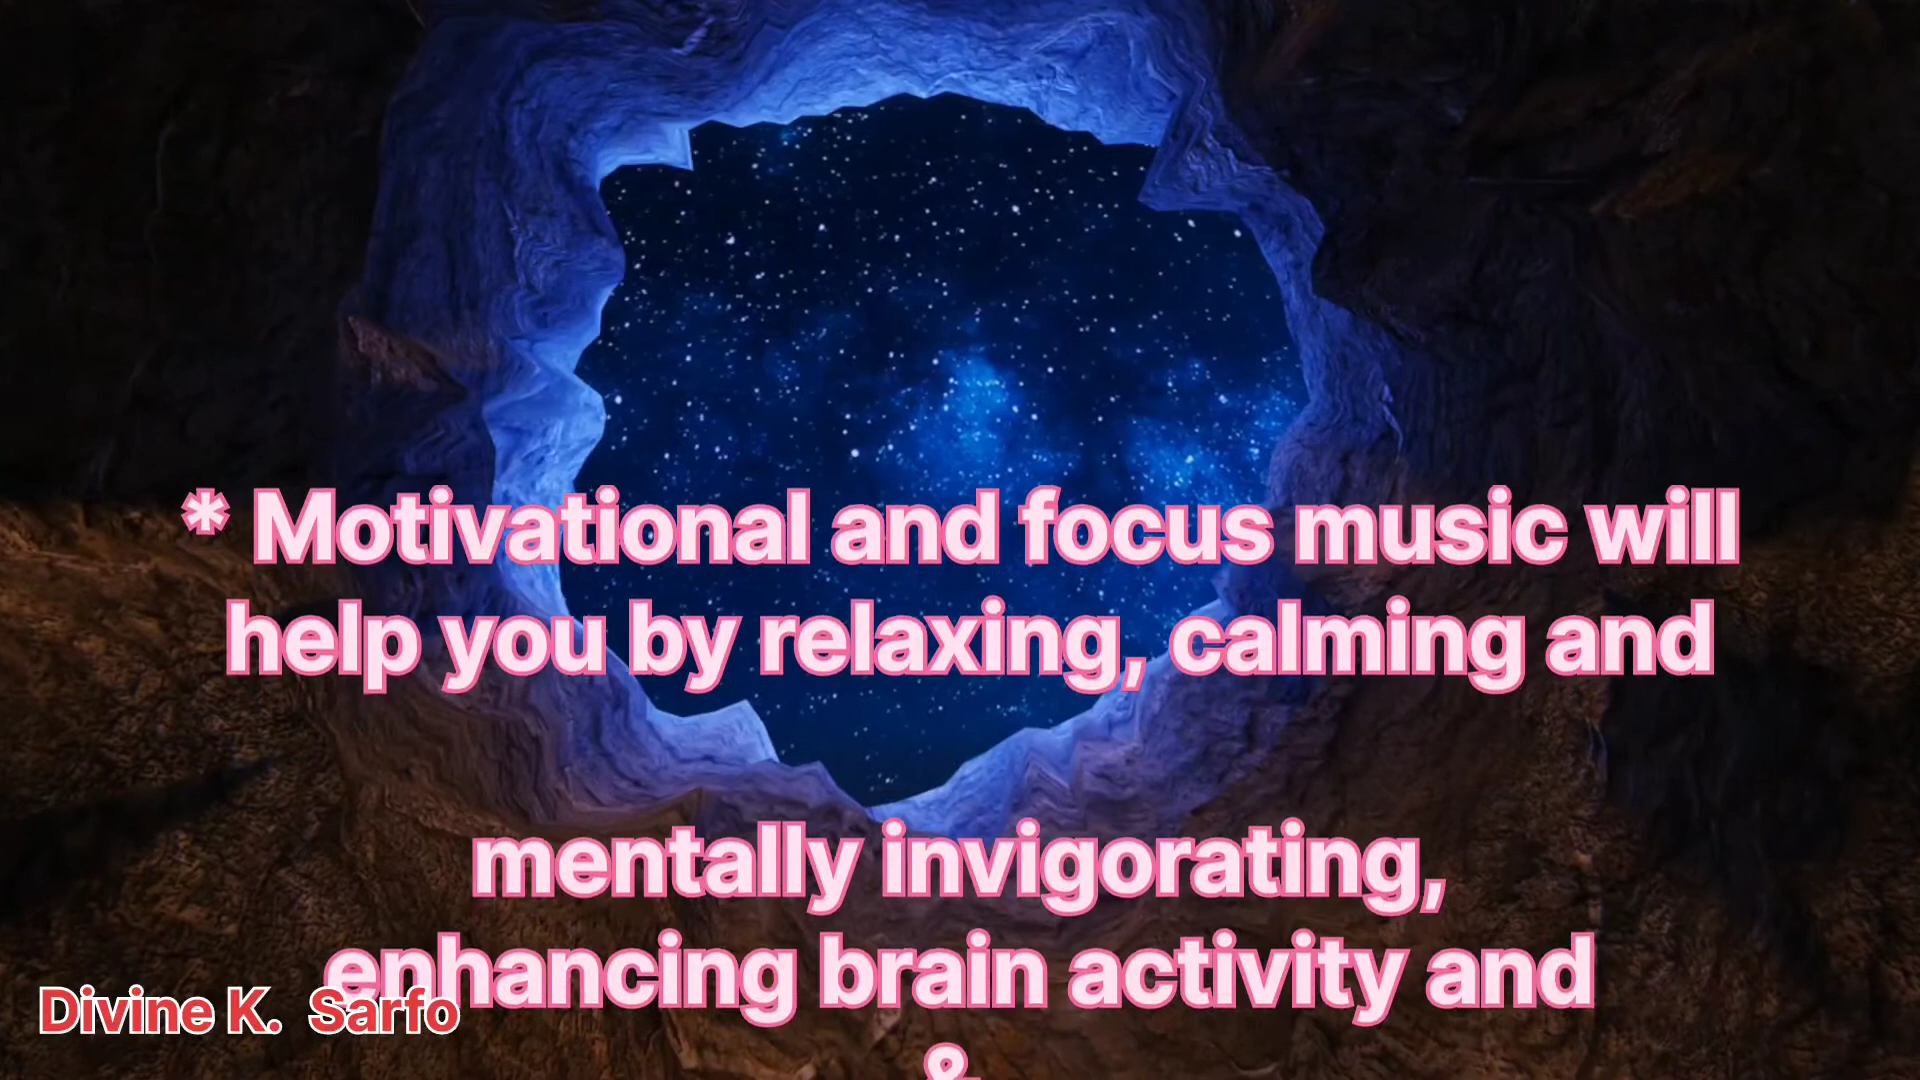 * Motivational and focus music will
help you by relaxing, calming and
mentally invigorating,
enhancing brain activity and
Divine K. Sarfo
&